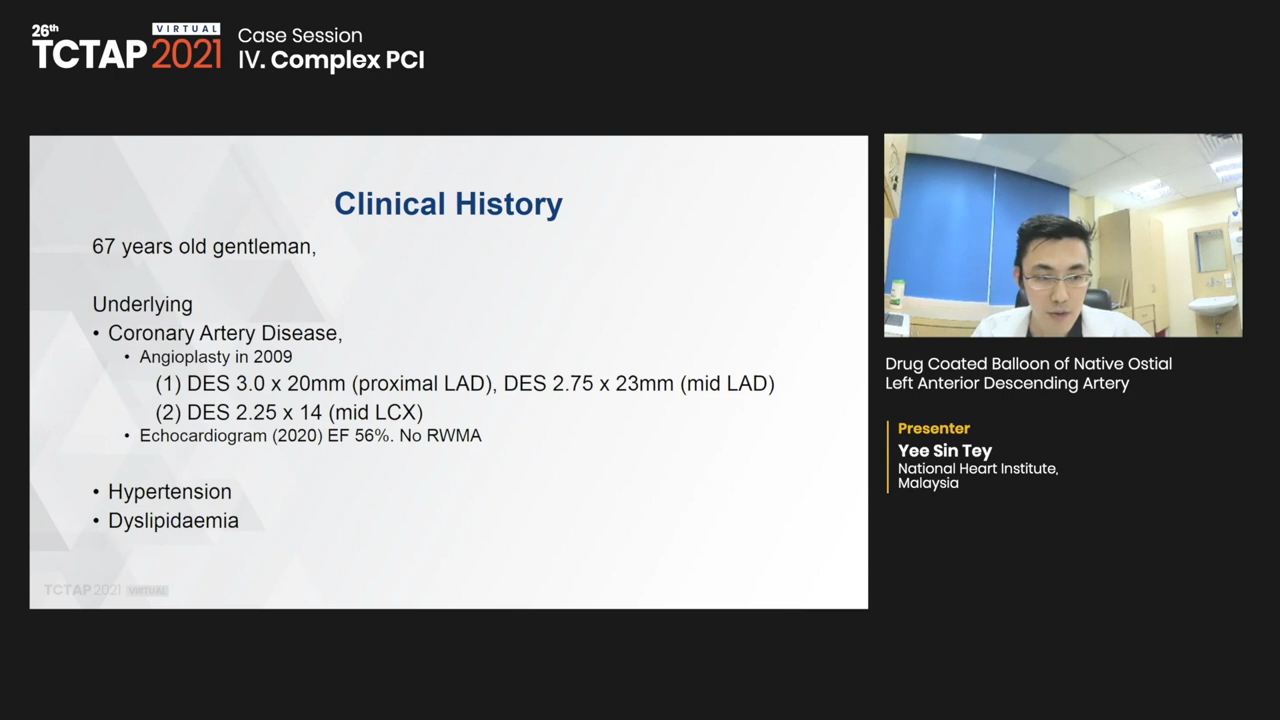 26th
VIRTUAL
TCTAP 2021
Case Session
IV. Complex PCI
Clinical History
67 years old gentleman,
Underlying
• Coronary Artery Disease,
• Angioplasty in 2009
(1) DES 3.0 x 20mm (proximal LAD), DES 2.75 x 23mm (mid LAD)
(2) DES 2.25 x 14 (mid LCX)
• Echocardiogram (2020) EF 56%. No RWMA
• Hypertension
• Dyslipidaemia
TCTAP 2021 VIRTUAL
Drug Coated Balloon of Native Ostial
Left Anterior Descending Artery
Presenter
Yee Sin Tey
National Heart Institute,
Malaysia